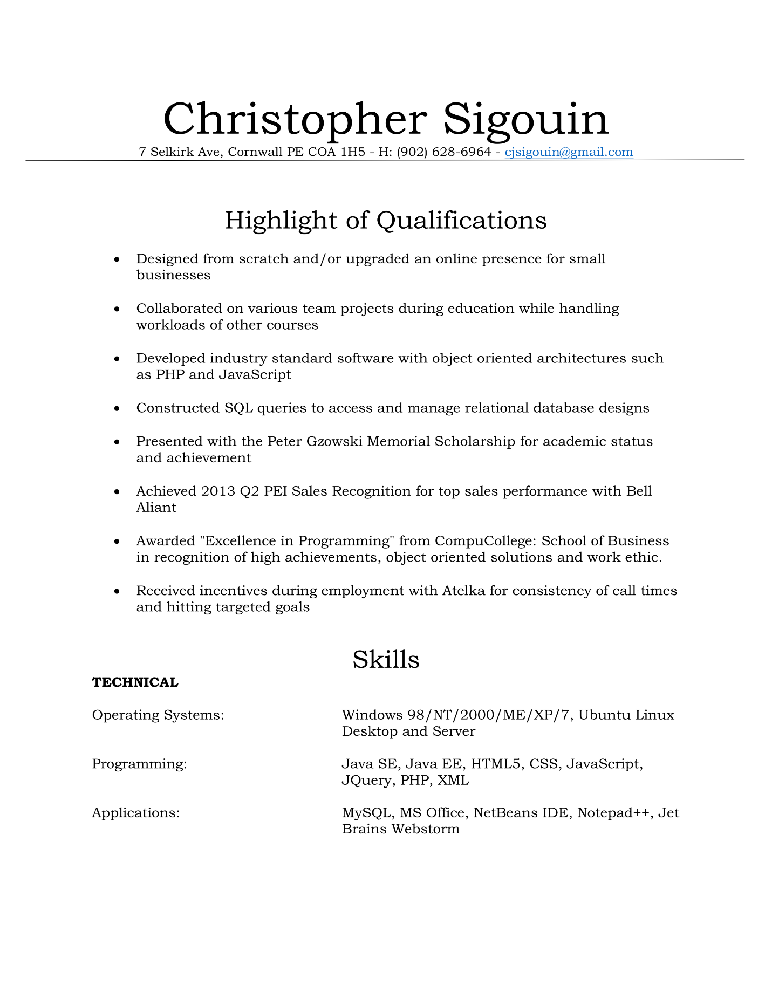 Christopher Sigouin
7 Selkirk Ave, Cornwall PE COA 1H5 - H: (902) 628-6964 - cjsigouin@gmail.com
Highlight of Qualifications
• Designed from scratch and/or upgraded an online presence for small
businesses
• Collaborated on various team projects during education while handling
workloads of other courses
• Developed industry standard software with object oriented architectures such
as PHP and JavaScript
• Constructed SQL queries to access and manage relational database designs
• Presented with the Peter Gzowski Memorial Scholarship for academic status
and achievement
• Achieved 2013 Q2 PEI Sales Recognition for top sales performance with Bell
Aliant
• Awarded "Excellence in Programming" from CompuCollege: School of Business
in recognition of high achievements, object oriented solutions and work ethic.
• Received incentives during employment with Atelka for consistency of call times
and hitting targeted goals
Skills
TECHNICAL
Operating Systems: Windows 98/NT/2000/ME/XP/7, Ubuntu Linux
Desktop and Server
Programming: Java SE, Java EE, HTML5, CSS, JavaScript,
JQuery, PHP, XML
Applications: MySQL, MS Office, NetBeans IDE, Notepad++, Jet
Brains Webstorm